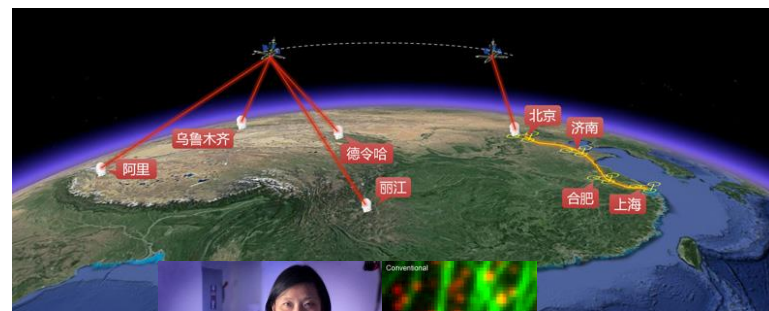 北京
济南
乌鲁木齐
德令哈
阿里
丽江
合肥
上海
Conventional